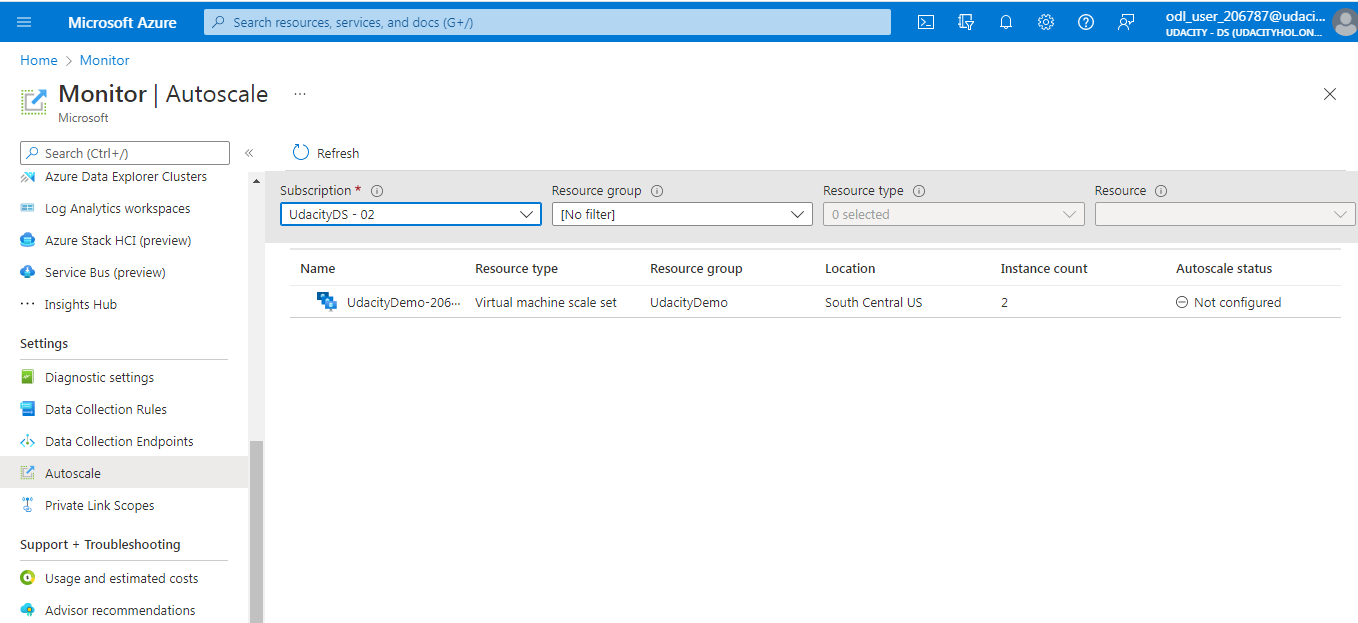 Microsoft Azure
Search resources, services, and docs (G+/)
odl_user_206787@udaci...
UDACITY - DS (UDACITYHOL.ON...
Home > Monitor
Monitor | Autoscale ...
Microsoft
Search (Ctrl+/)
«
Azure Data Explorer Clusters
Log Analytics workspaces
Azure Stack HCI (preview)
Service Bus (preview)
Insights Hub
Settings
Diagnostic settings
Data Collection Rules
Data Collection Endpoints
Autoscale
Private Link Scopes
Support + Troubleshooting
Usage and estimated costs
Advisor recommendations
Refresh
Subscription *
UdacityDS - 02
Resource group
[No filter]
Resource type
0 selected
Resource
Name Resource type Resource group Location Instance count Autoscale status
UdacityDemo-206... Virtual machine scale set UdacityDemo South Central US 2 Not configured